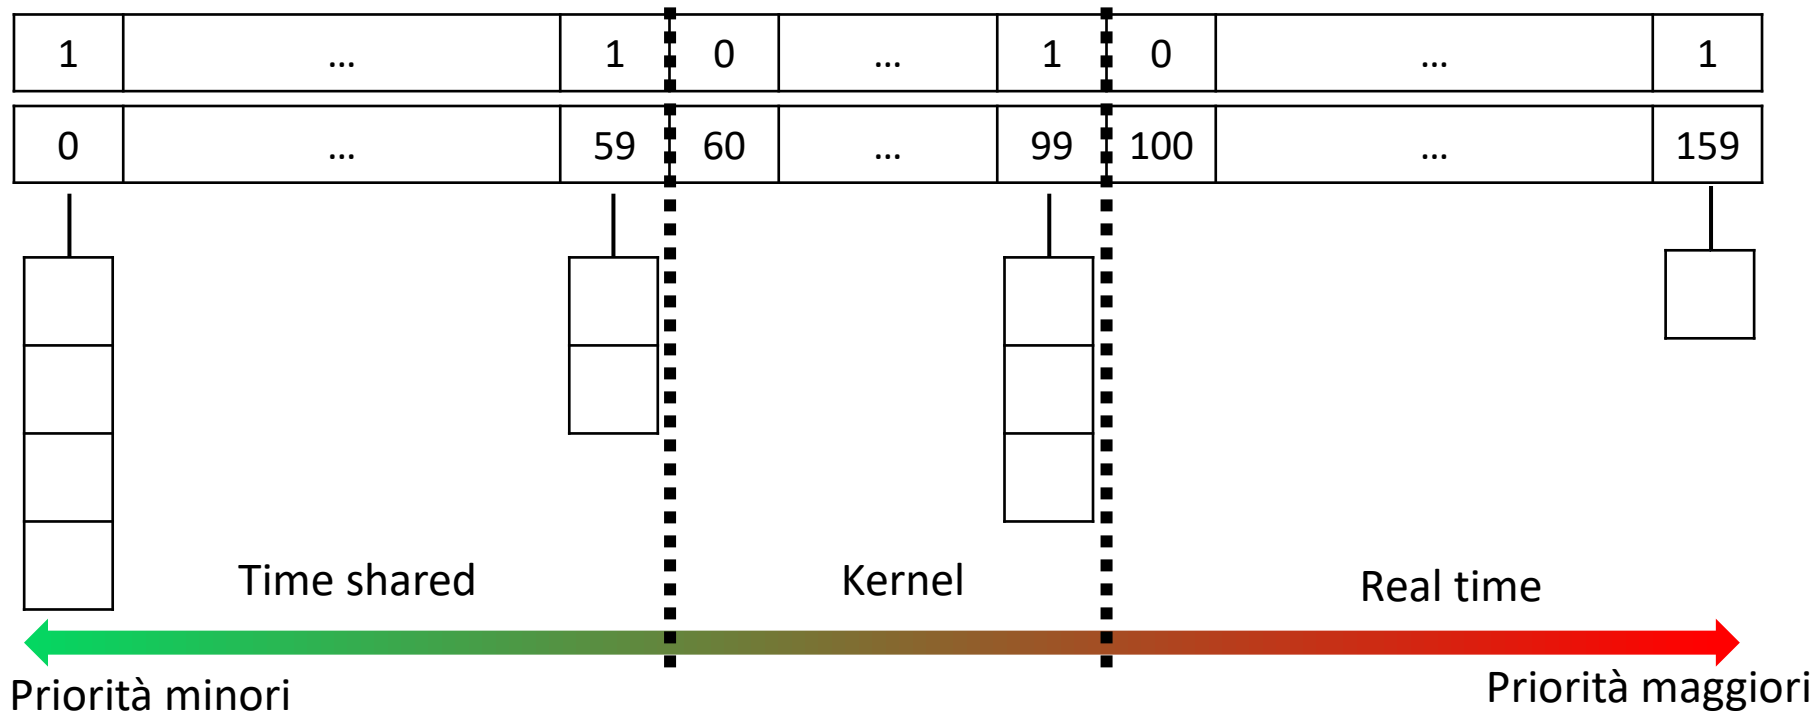 1 ... 1 0 ... 1 0 ... 1
0 ... 59 60 ... 99 100 ... 159
Time shared Kernel Real time
Priorità minori Priorità maggiori